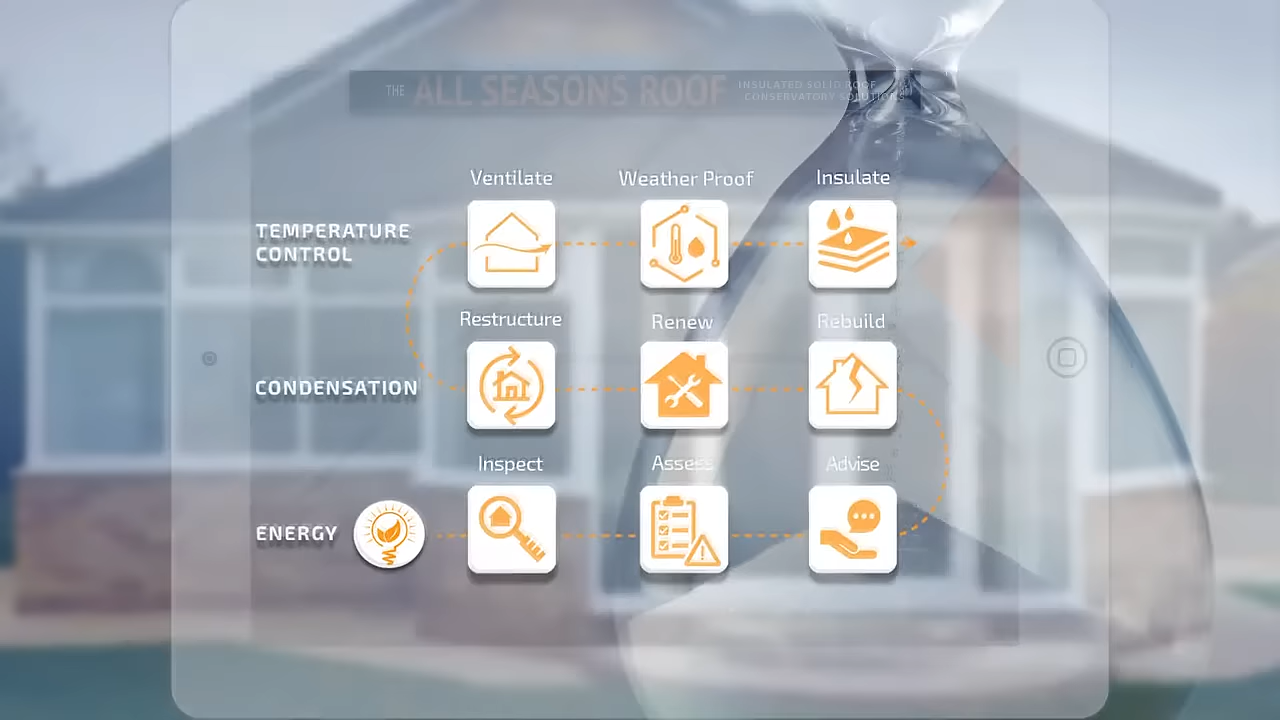 THE ALL SEASONS ROOF INSULATED SOLID ROOF
CONSERVATORY SOLUTIONS
Ventilate Weather Proof Insulate
TEMPERATURE
CONTROL
Restructure Renew Rebuild
CONDENSATION
Inspect Assess Advise
ENERGY